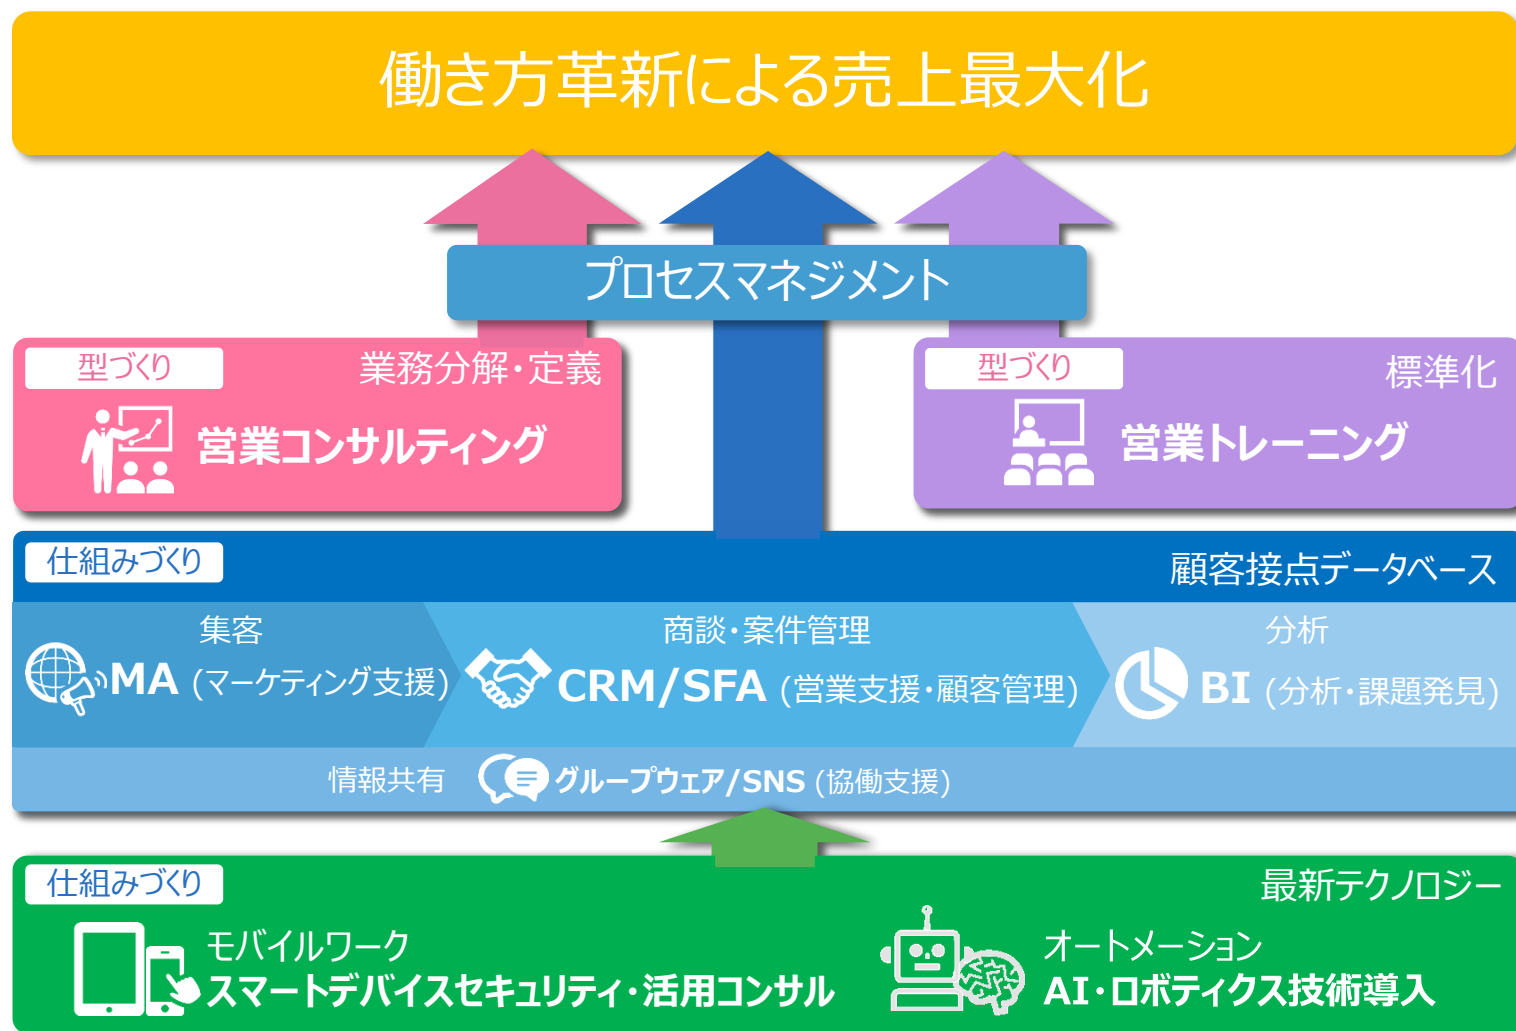 働き方革新による売上最大化
プロセスマネジメント
型づくり
業務分解・定義
営業コンサルティング
型づくり
標準化
営業トレーニング
仕組みづくり
顧客接点データベース
集客
MA (マーケティング支援)
商談・案件管理
CRM/SFA (営業支援・顧客管理)
分析
BI (分析・課題発見)
情報共有 グループウェア/SNS (協働支援)
仕組みづくり
最新テクノロジー
モバイルワーク
スマートデバイスセキュリティ・活用コンサル
オートメーション
AI・ロボティクス技術導入